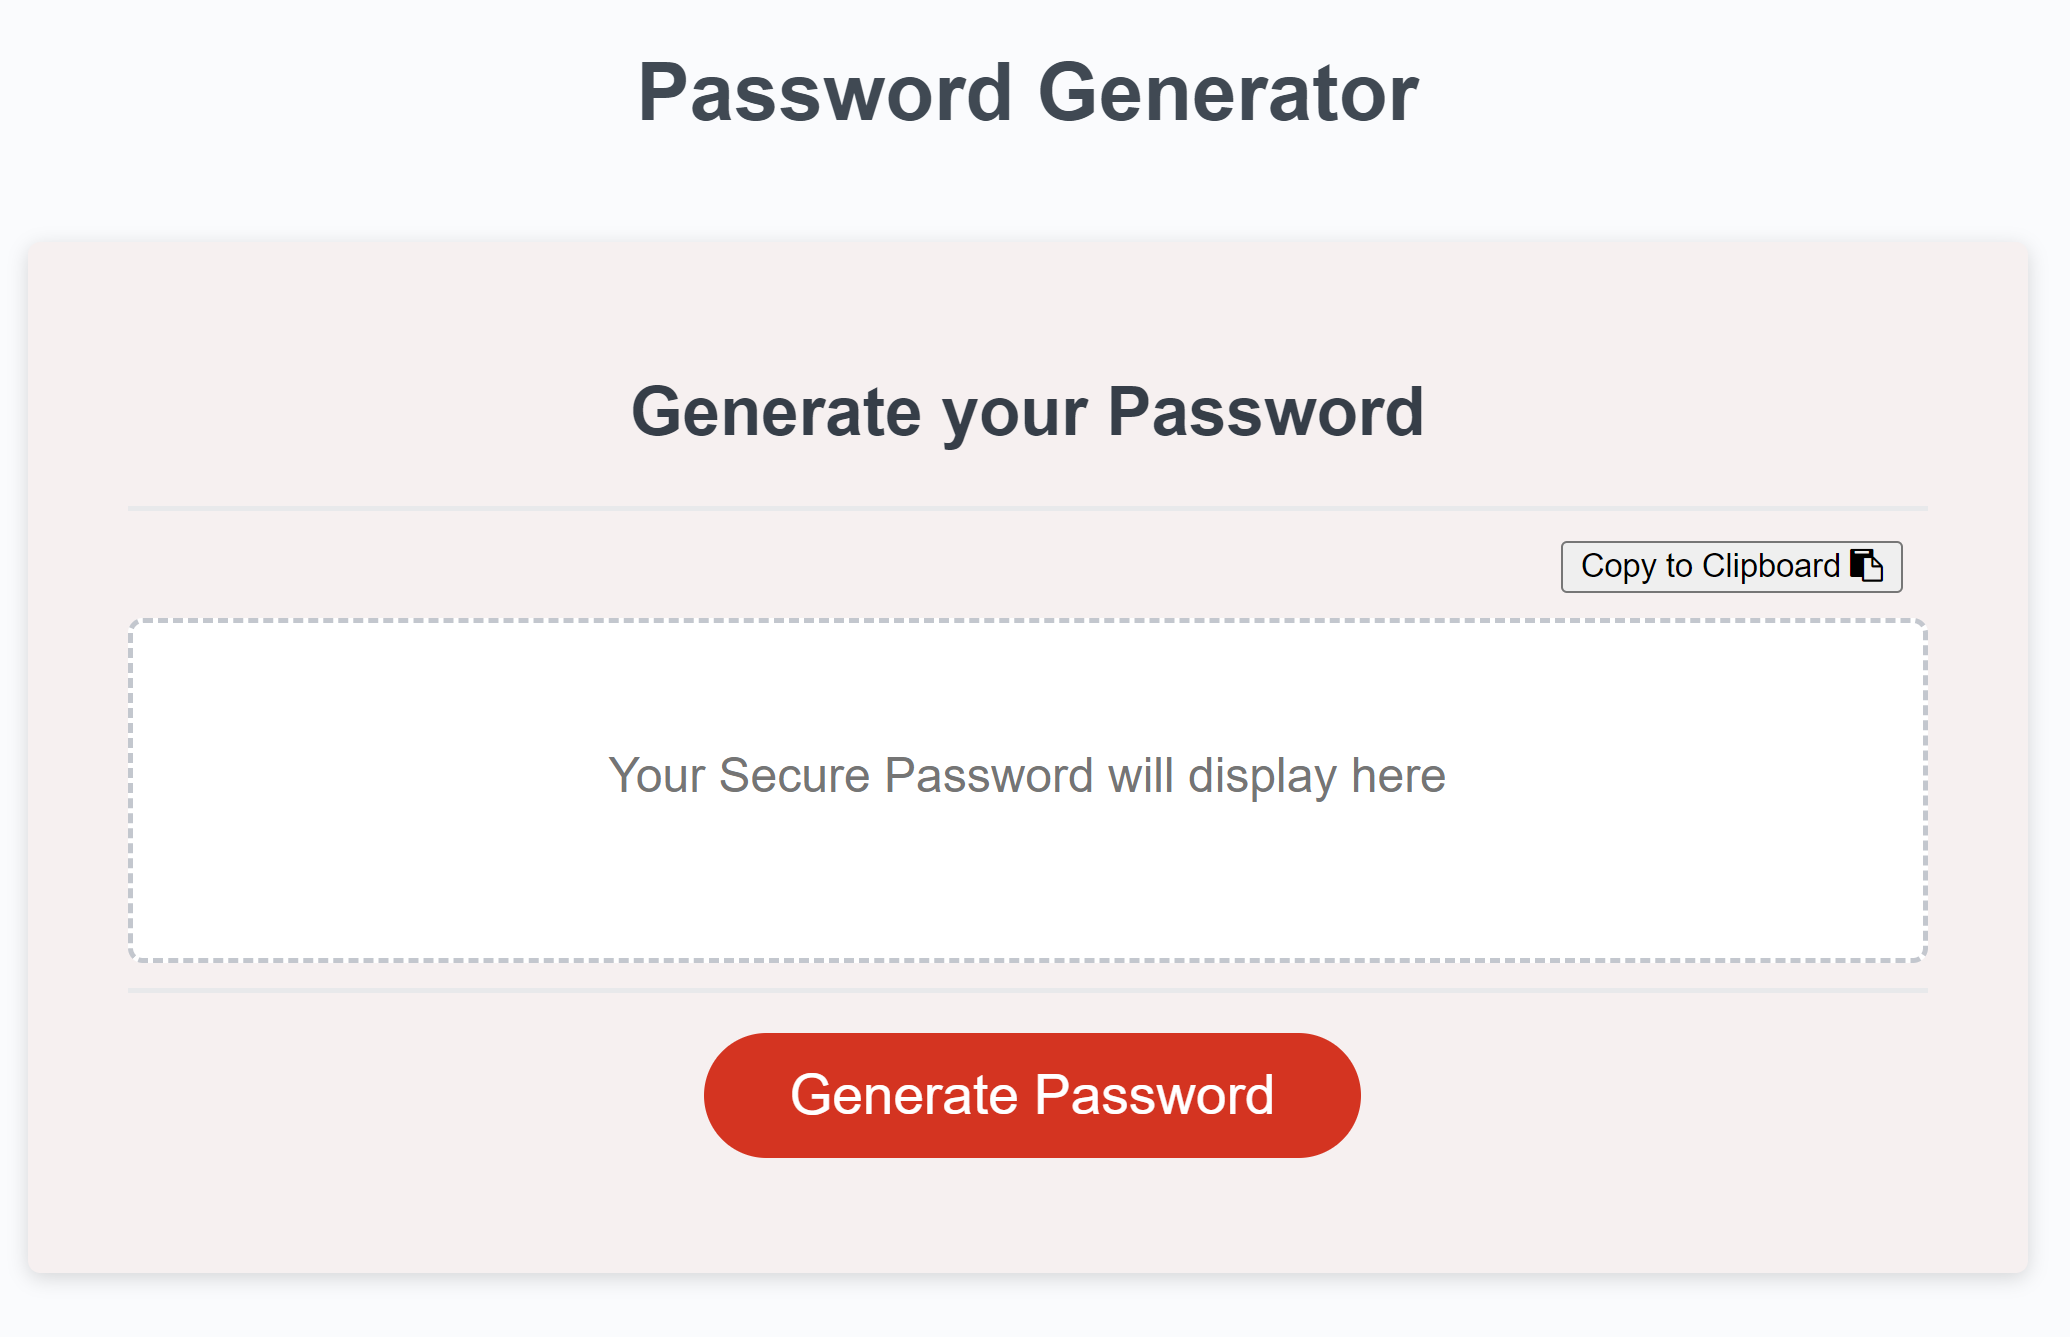 Password Generator
Generate your Password
Copy to Clipboard
Your Secure Password will display here
Generate Password